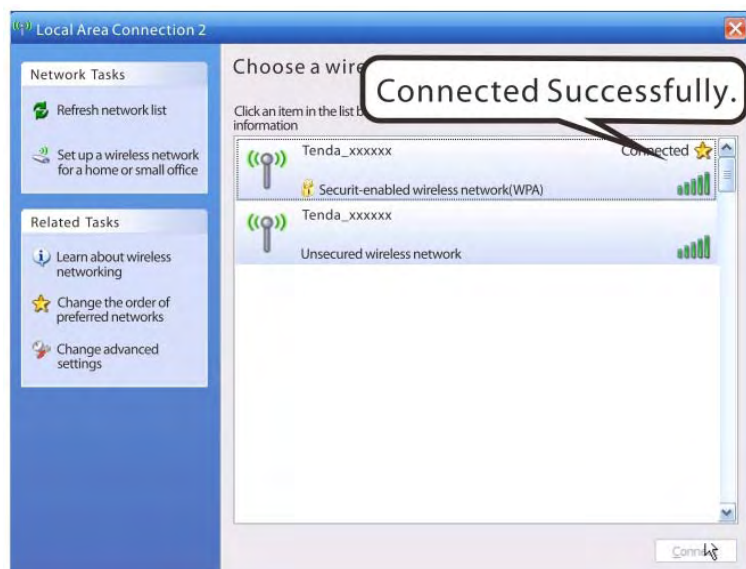 Local Area Connection 2
Network Tasks
Refresh network list
Set up a wireless network
for a home or small office
Related Tasks
Learn about wireless
networking
Change the order of
preferred networks
Change advanced
settings
Choose a wire
Connected Successfully.
Click an item in the list b
information
Tenda_xxxxxx
Connected
Securit-enabled wireless network(WPA)
Tenda_xxxxxx
Unsecured wireless network